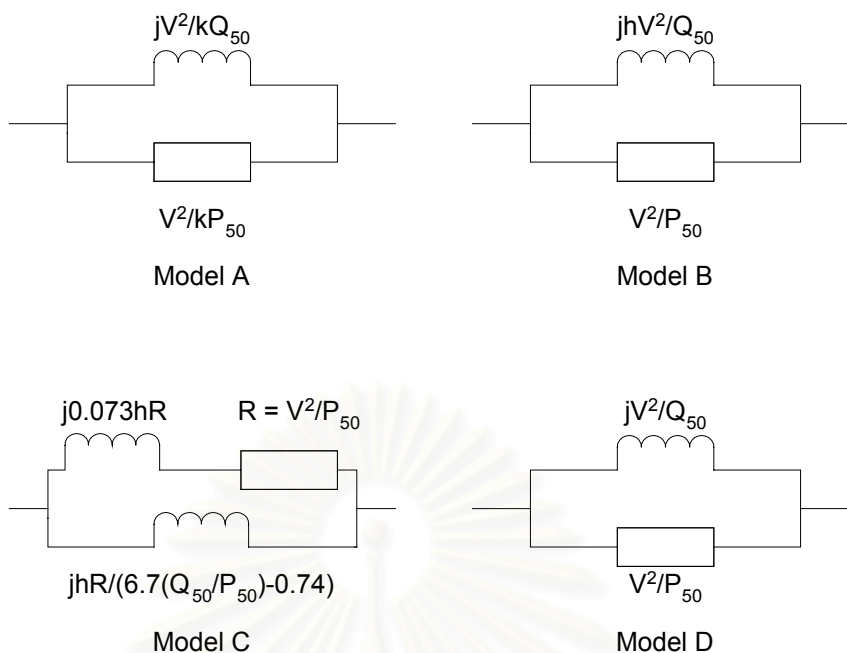 jV²/kQ₅₀
V²/kP₅₀
Model A
jhV²/Q₅₀
V²/P₅₀
Model B
j0.073hR
R = V²/P₅₀
jhR/(6.7(Q₅₀/P₅₀)-0.74)
Model C
jV²/Q₅₀
V²/P₅₀
Model D